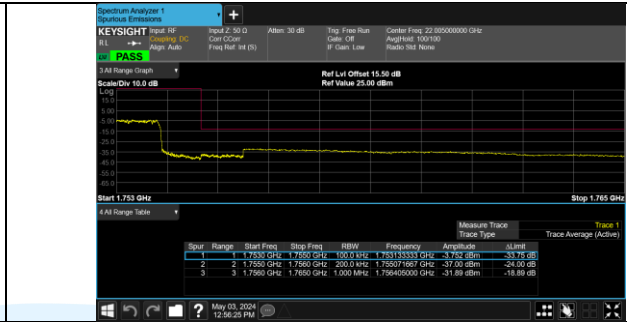 Spectrum Analyzer 1
Spurious Emissions
+
KEYSIGHT Input: RF Input Z: 50 Ω Atten: 30 dB Trig: Free Run Center Freq: 22.005000000 GHz
RL Coupling: DC Corr CCorr Gate: Off Avg|Hold: 100/100
Align: Auto Freq Ref: Int (S) IF Gain: Low Radio Std: None
PASS
3 All Range Graph
Ref Lvl Offset 15.50 dB
Scale/Div 10.0 dB Ref Value 25.00 dBm
Log
15.0
5.00
-5.00
-15.0
-25.0
-35.0
-45.0
-55.0
-65.0
Start 1.753 GHz Stop 1.765 GHz
4 All Range Table
Measure Trace Trace 1
Trace Type Trace Average (Active)
Spur Range Start Freq Stop Freq RBW Frequency Amplitude ΔLimit
1 1 1.7530 GHz 1.7550 GHz 100.0 kHz 1.753133333 GHz -3.752 dBm -33.75 dB
2 2 1.7550 GHz 1.7560 GHz 200.0 kHz 1.755071667 GHz -37.00 dBm -24.00 dB
3 3 1.7560 GHz 1.7650 GHz 1.000 MHz 1.756405000 GHz -31.89 dBm -18.89 dB
? May 03, 2024
12:56:25 PM